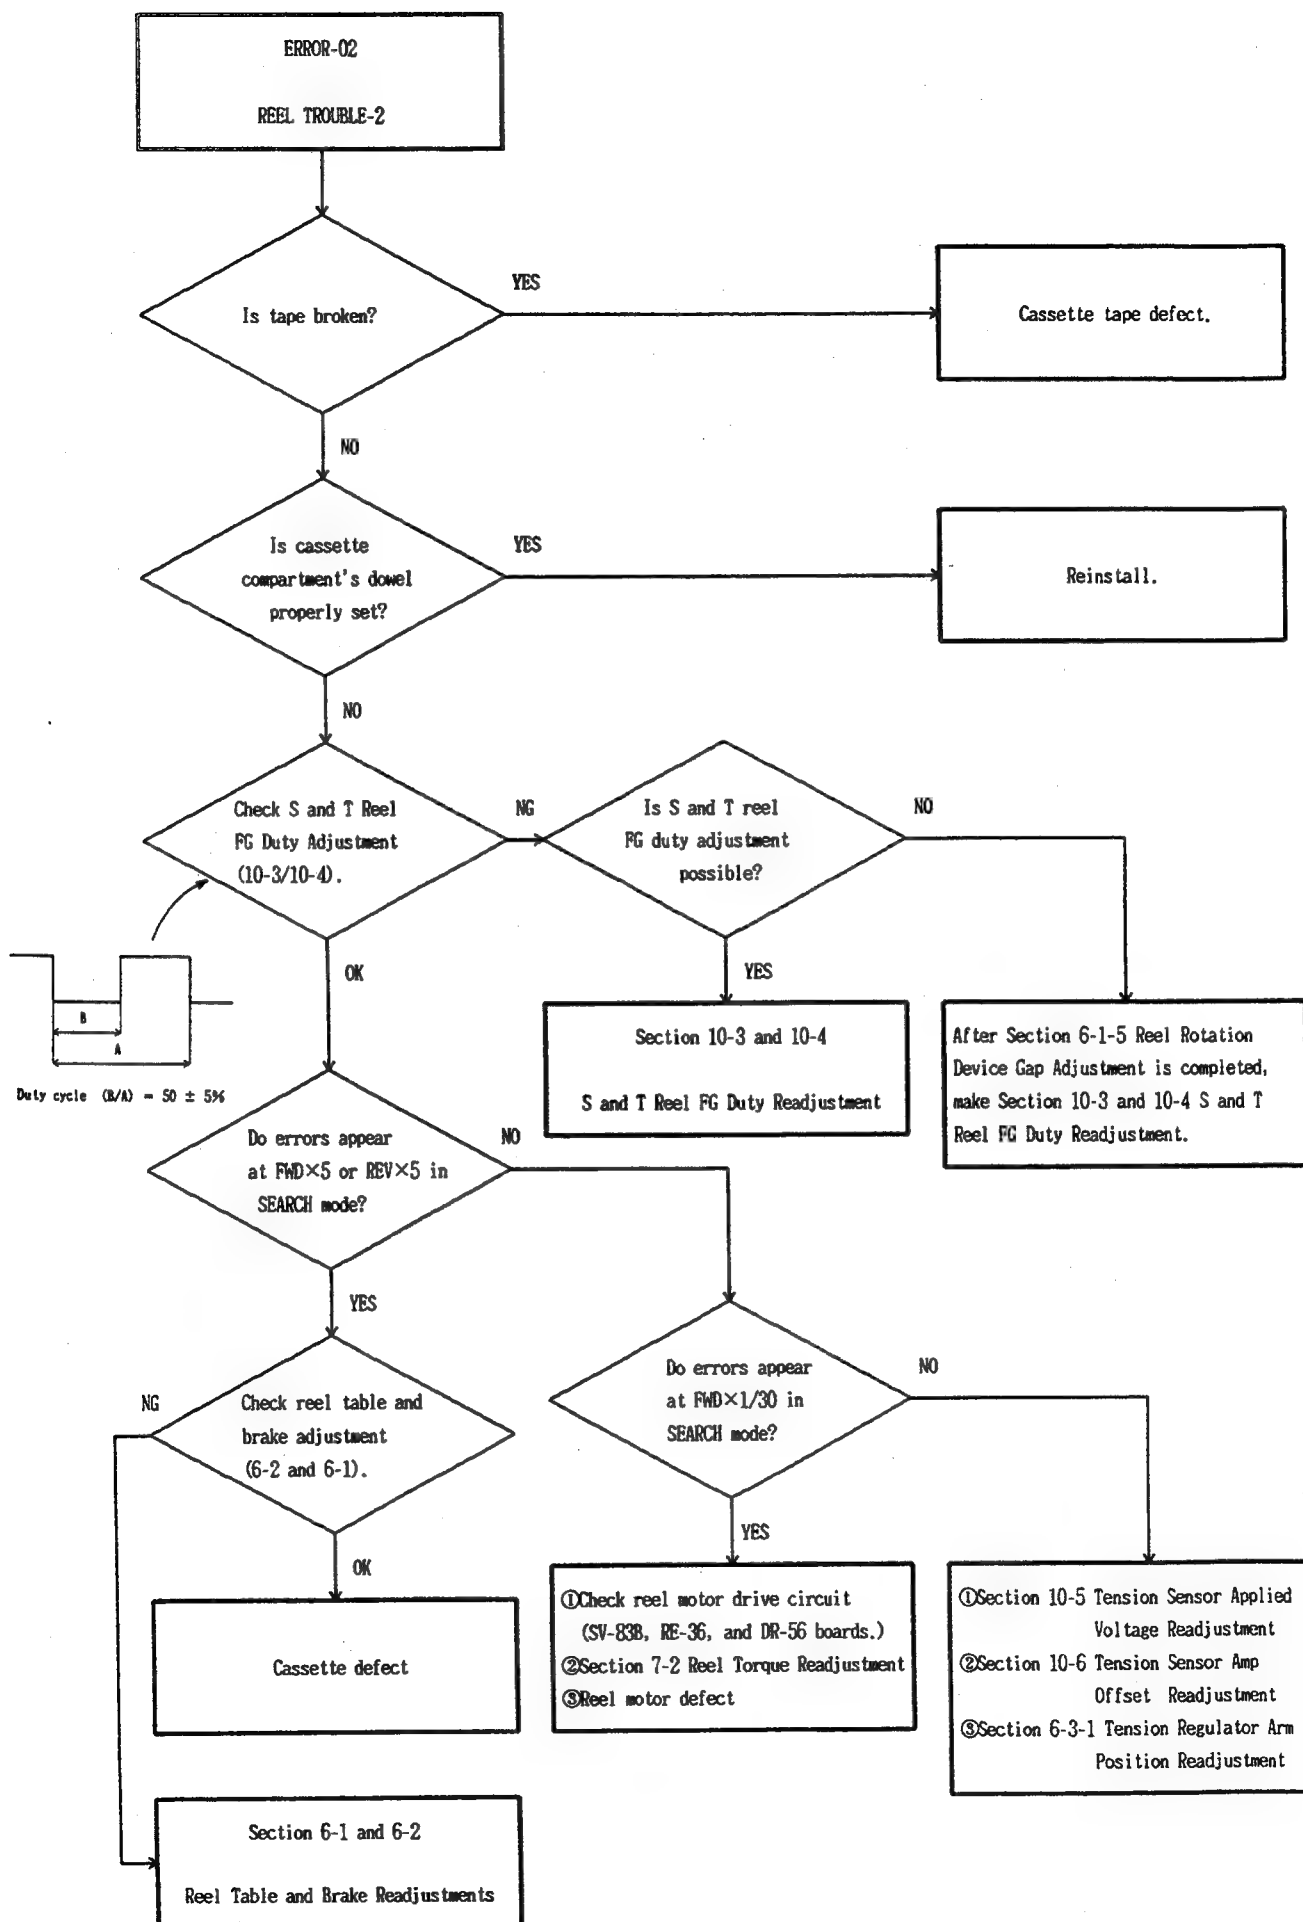 ERROR-02
REEL TROUBLE-2
Is tape broken?
YES
Cassette tape defect.
NO
Is cassette
compartment's dowel
properly set?
YES
Reinstall.
NO
Check S and T Reel
FG Duty Adjustment
(10-3/10-4).
NG
Is S and T reel
FG duty adjustment
possible?
NO
OK
YES
B
A
Duty cycle (B/A) = 50 ± 5%
Section 10-3 and 10-4
S and T Reel FG Duty Readjustment
After Section 6-1-5 Reel Rotation
Device Gap Adjustment is completed,
make Section 10-3 and 10-4 S and T
Reel FG Duty Readjustment.
Do errors appear
at FWD×5 or REV×5 in
SEARCH mode?
NO
YES
Do errors appear
at FWD×1/30 in
SEARCH mode?
NO
NG
Check reel table and
brake adjustment
(6-2 and 6-1).
YES
OK
Cassette defect
①Check reel motor drive circuit
(SV-83B, RE-36, and DR-56 boards.)
②Section 7-2 Reel Torque Readjustment
③Reel motor defect
①Section 10-5 Tension Sensor Applied
Voltage Readjustment
②Section 10-6 Tension Sensor Amp
Offset Readjustment
③Section 6-3-1 Tension Regulator Arm
Position Readjustment
Section 6-1 and 6-2
Reel Table and Brake Readjustments